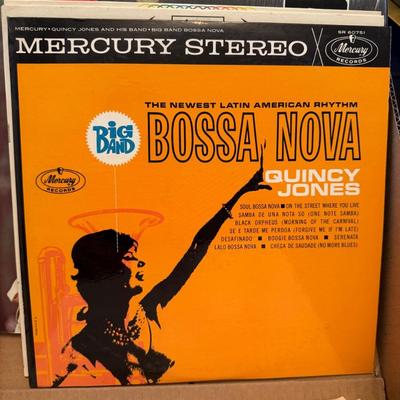 MERCURY • QUINCY JONES AND HIS BAND • BIG BAND BOSSA NOVA
SR 60751
MERCURY STEREO
Mercury
RECORDS
THE NEWEST LATIN AMERICAN RHYTHM
BIG BAND
BOSSA NOVA
QUINCY
JONES
Mercury
RECORDS
SOUL BOSSA NOVA ■ ON THE STREET WHERE YOU LIVE
SAMBA DE UNA NOTA SO (ONE NOTE SAMBA)
BLACK ORPHEUS (MORNING OF THE CARNIVAL)
SE E TARDE ME PERDOA (FORGIVE ME IF I'M LATE)
DESAFINADO ■ BOOGIE BOSSA NOVA ■ SERENATA
LALO BOSSA NOVA ■ CHEGA DE SAUDADE (NO MORE BLUES)